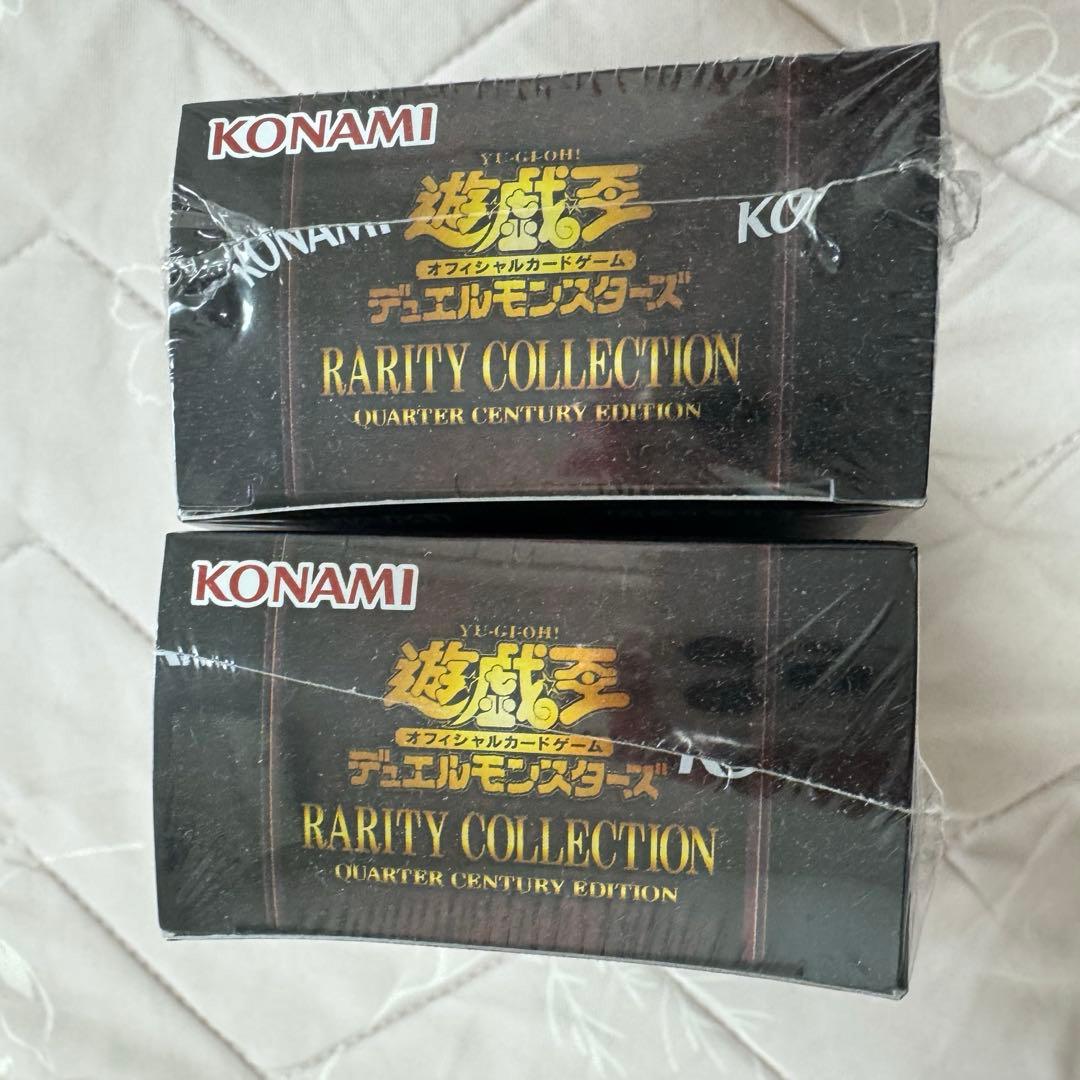 KONAMI
YU-GI-OH!
遊戯王
KONAMI
KO
オフィシャルカードゲーム
デュエルモンスターズ
RARITY COLLECTION
QUARTER CENTURY EDITION
KONAMI
YU-GI-OH!
遊戯王
オフィシャルカードゲーム
デュエルモンスターズ
KO
RARITY COLLECTION
QUARTER CENTURY EDITION